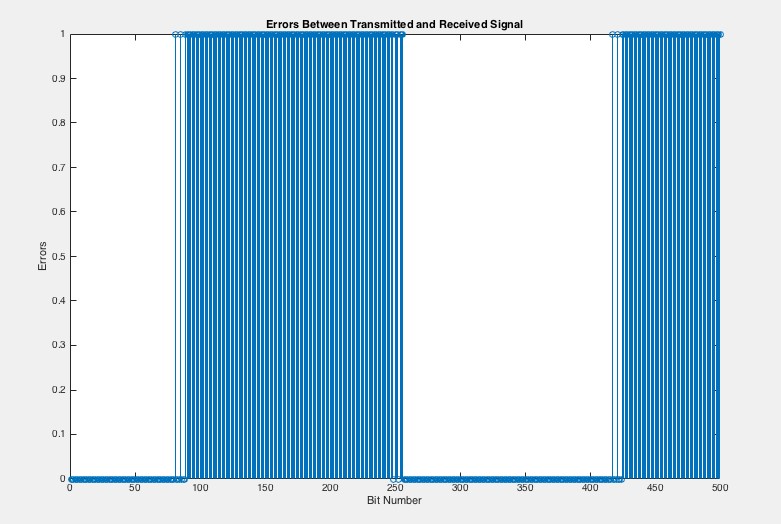 Errors Between Transmitted and Received Signal
1
0.9
0.8
0.7
0.6
0.5
0.4
0.3
0.2
0.1
0
Errors
0 50 100 150 200 250 300 350 400 450 500
Bit Number